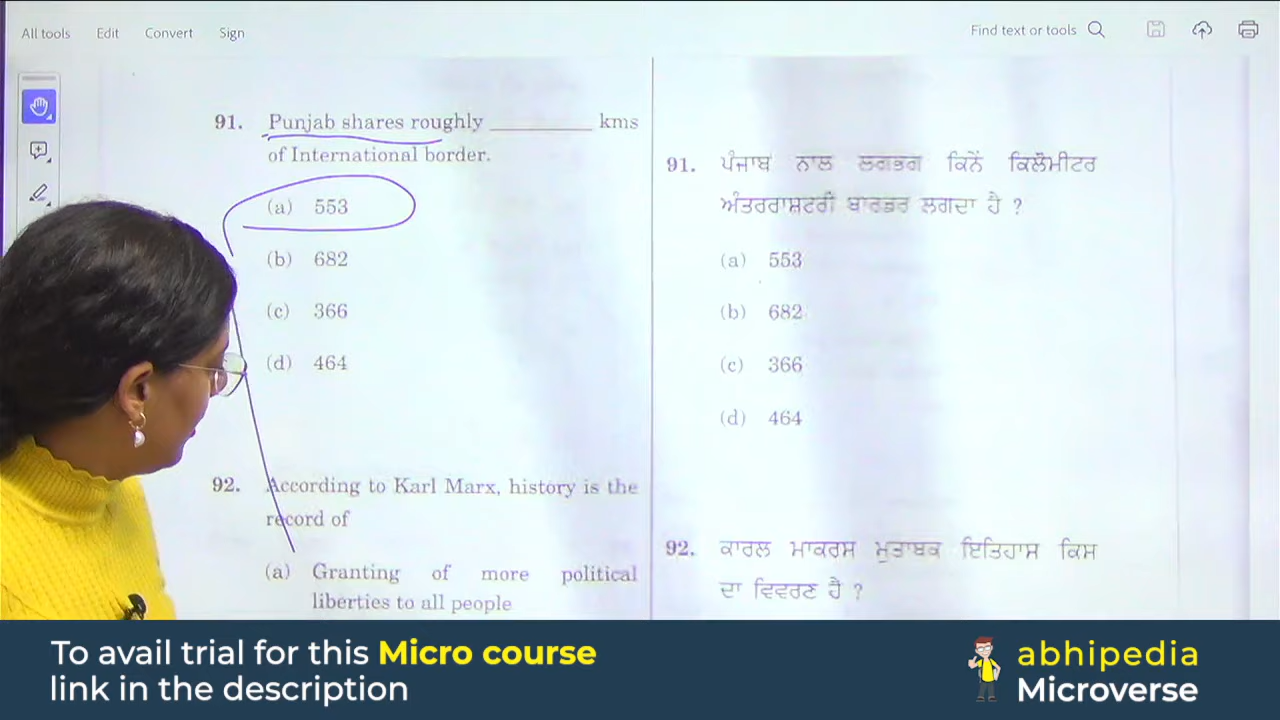 All tools Edit Convert Sign
Find text or tools
91. Punjab shares roughly __________ kms
of International border.
(a) 553
(b) 682
(c) 366
(d) 464
92. According to Karl Marx, history is the
record of
(a) Granting of more political
liberties to all people
91. ਪੰਜਾਬ ਨਾਲ ਲਗਭਗ ਕਿਨੇਂ ਕਿਲੋਮੀਟਰ
ਅੰਤਰਰਾਸ਼ਟਰੀ ਬਾਰਡਰ ਲਗਦਾ ਹੈ ?
(a) 553
(b) 682
(c) 366
(d) 464
92. ਕਾਰਲ ਮਾਕਰਸ ਮੁਤਾਬਕ ਇਤਿਹਾਸ ਕਿਸ
ਦਾ ਵਿਵਰਣ ਹੈ ?
To avail trial for this Micro course
link in the description
abhipedia
Microverse